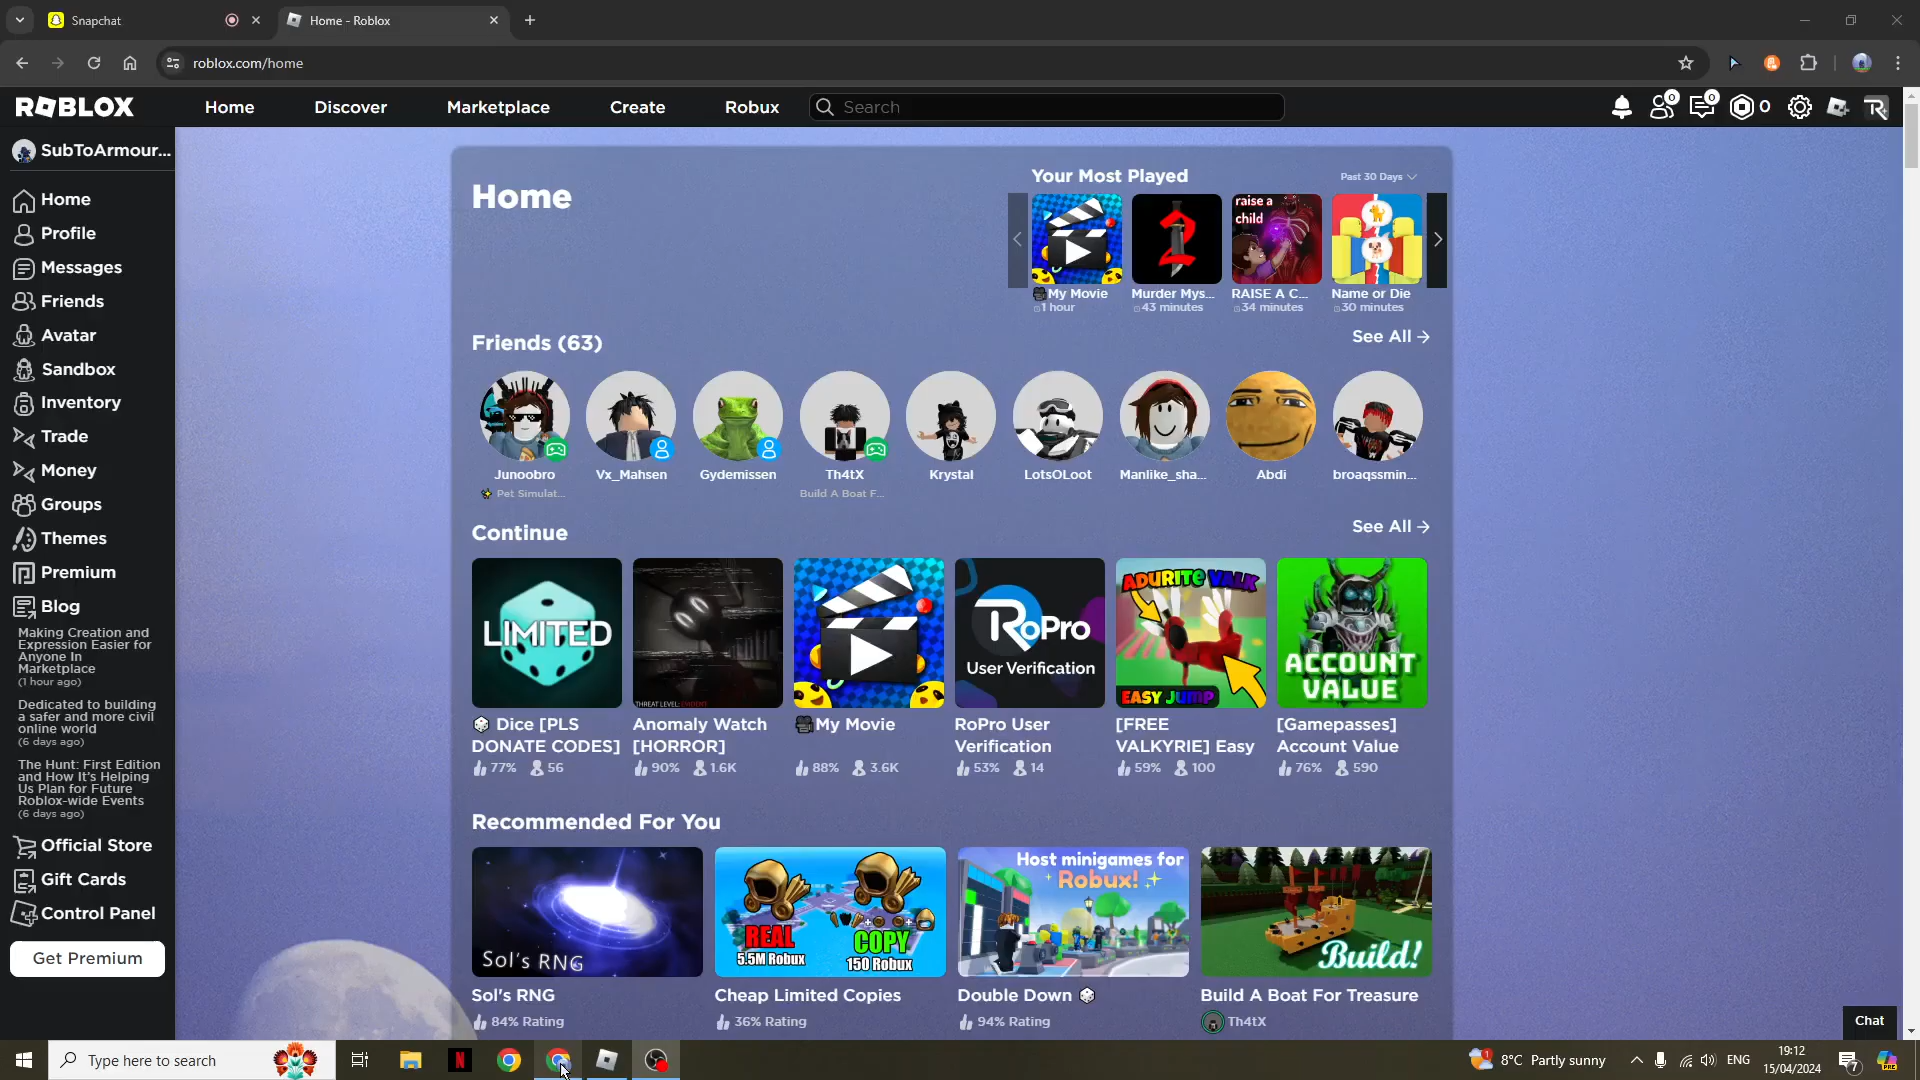 Snapchat
Home - Roblox
roblox.com/home
ROBLOX
Home
Discover
Marketplace
Create
Robux
Search
0
0
0
SubToArmour...
Home
Profile
Messages
Friends
Avatar
Sandbox
Inventory
Trade
Money
Groups
Themes
Premium
Blog
Making Creation and
Expression Easier for
Anyone In
Marketplace
(1 hour ago)
Dedicated to building
a safer and more civil
online world
(6 days ago)
The Hunt: First Edition
and How It's Helping
Us Plan for Future
Roblox-wide Events
(6 days ago)
Official Store
Gift Cards
Control Panel
Get Premium
Home
Your Most Played
Past 30 Days
raise a
child
2
My Movie
Murder Mys...
RAISE A C...
Name or Die
1 hour
43 minutes
34 minutes
30 minutes
Friends (63)
See All →
Junoobro
Vx_Mahsen
Gydemissen
Th4tX
Krystal
LotsOLoot
Manlike_sha...
Abdi
broaqssmin...
Pet Simulat...
Build A Boat F...
Continue
See All →
LIMITED
THREAT LEVEL: EVIDENT
RoPro
User Verification
ADURITE VALK
EASY JUMP
ACCOUNT
VALUE
Dice [PLS
DONATE CODES]
Anomaly Watch
[HORROR]
My Movie
RoPro User
Verification
[FREE
VALKYRIE] Easy
[Gamepasses]
Account Value
77% 56
90% 1.6K
88% 3.6K
53% 14
59% 100
76% 590
Recommended For You
Sol's RNG
REAL
5.5M Robux
COPY
150 Robux
Host minigames for
Robux!
Build!
Sol's RNG
Cheap Limited Copies
Double Down
Build A Boat For Treasure
84% Rating
36% Rating
94% Rating
Th4tX
Chat
Type here to search
N
1
8°C Partly sunny
ENG
19:12
15/04/2024
7
PRE